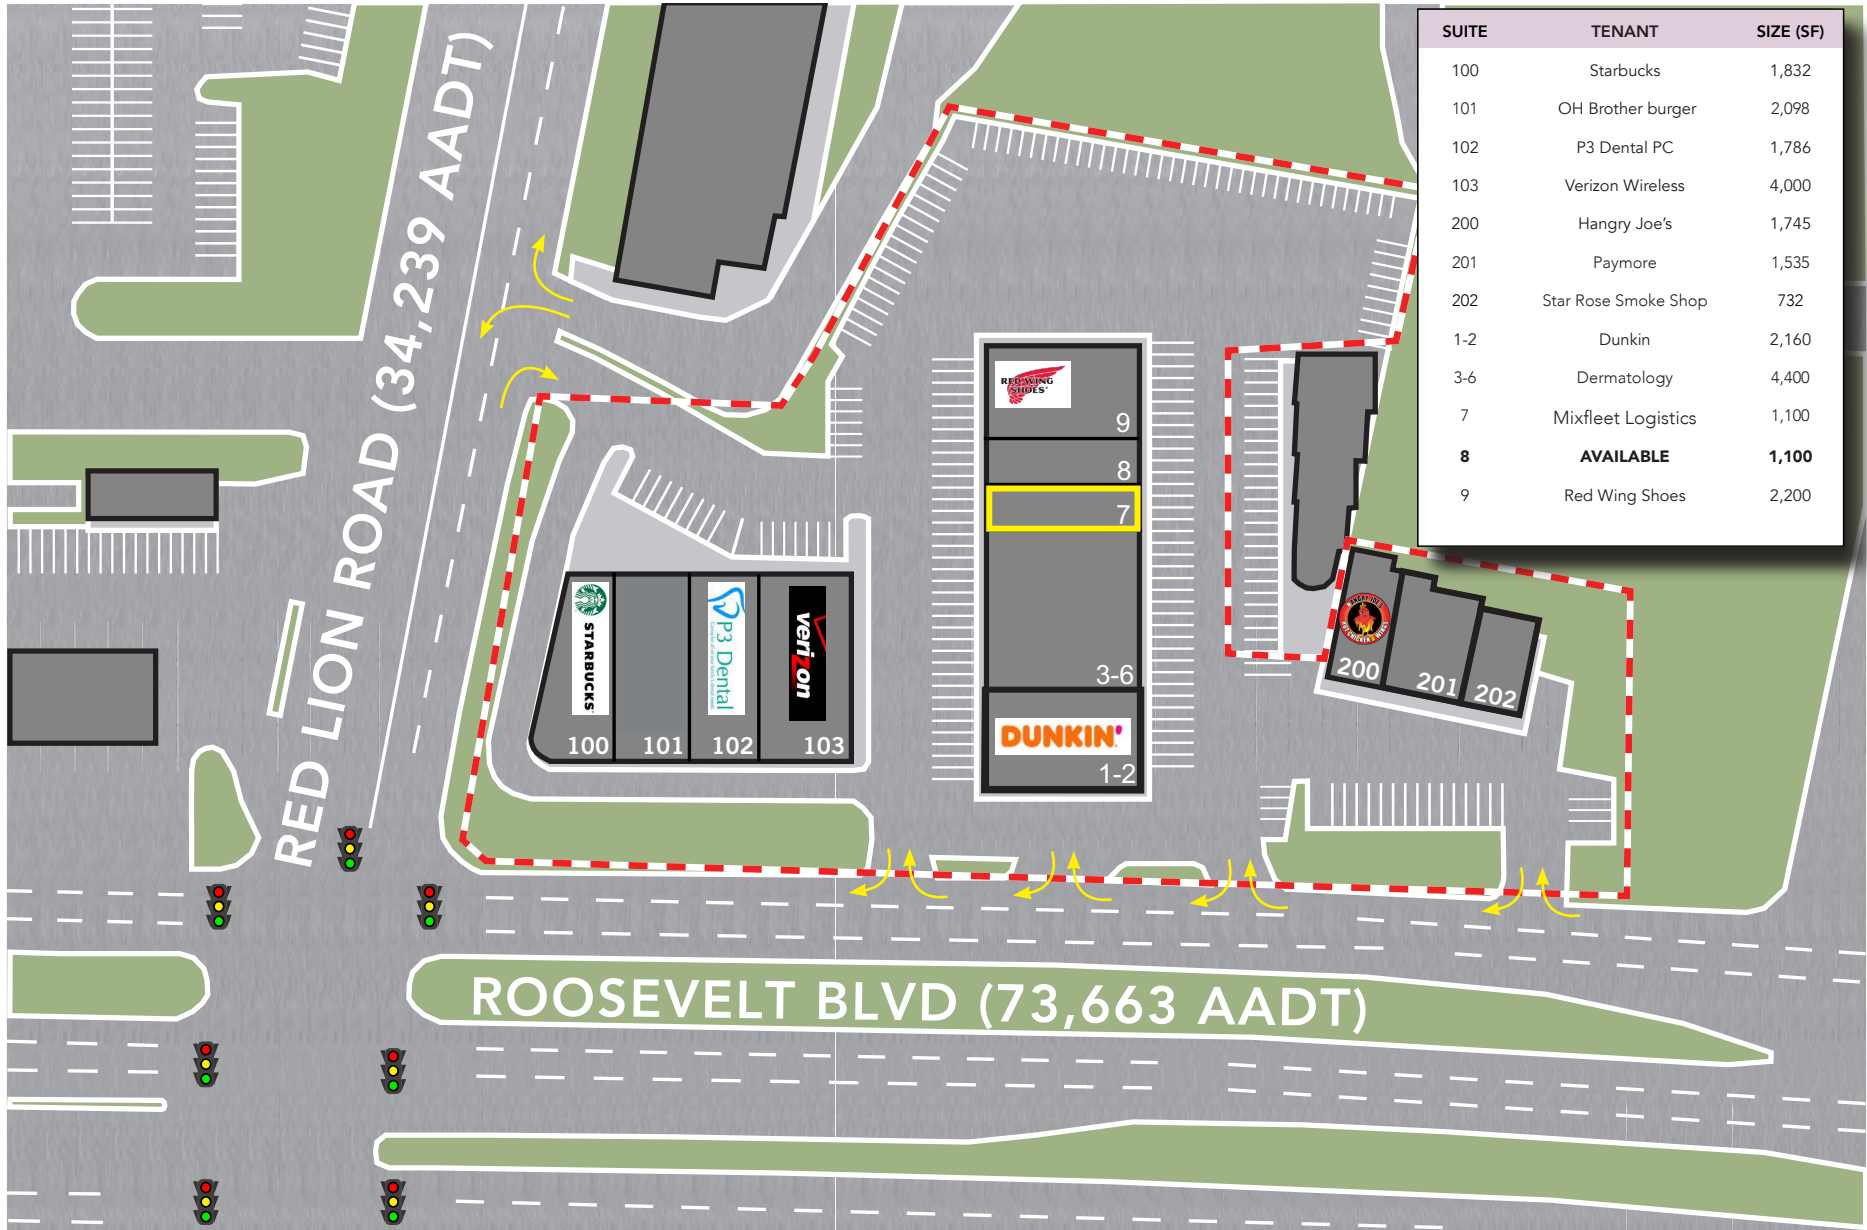 SUITE TENANT SIZE (SF)
100 Starbucks 1,832
101 OH Brother burger 2,098
102 P3 Dental PC 1,786
103 Verizon Wireless 4,000
200 Hangry Joe's 1,745
201 Paymore 1,535
202 Star Rose Smoke Shop 732
1-2 Dunkin 2,160
3-6 Dermatology 4,400
7 Mixfleet Logistics 1,100
8 AVAILABLE 1,100
9 Red Wing Shoes 2,200
RED LION ROAD (34,239 AADT)
RED WING
SHOES
9
8
7
3-6
DUNKIN'
1-2
STARBUCKS
P3 Dental
verizon
100
101
102
103
HANGRY JOE'S
HOT CHICKEN & WINGS
200
201
202
ROOSEVELT BLVD (73,663 AADT)